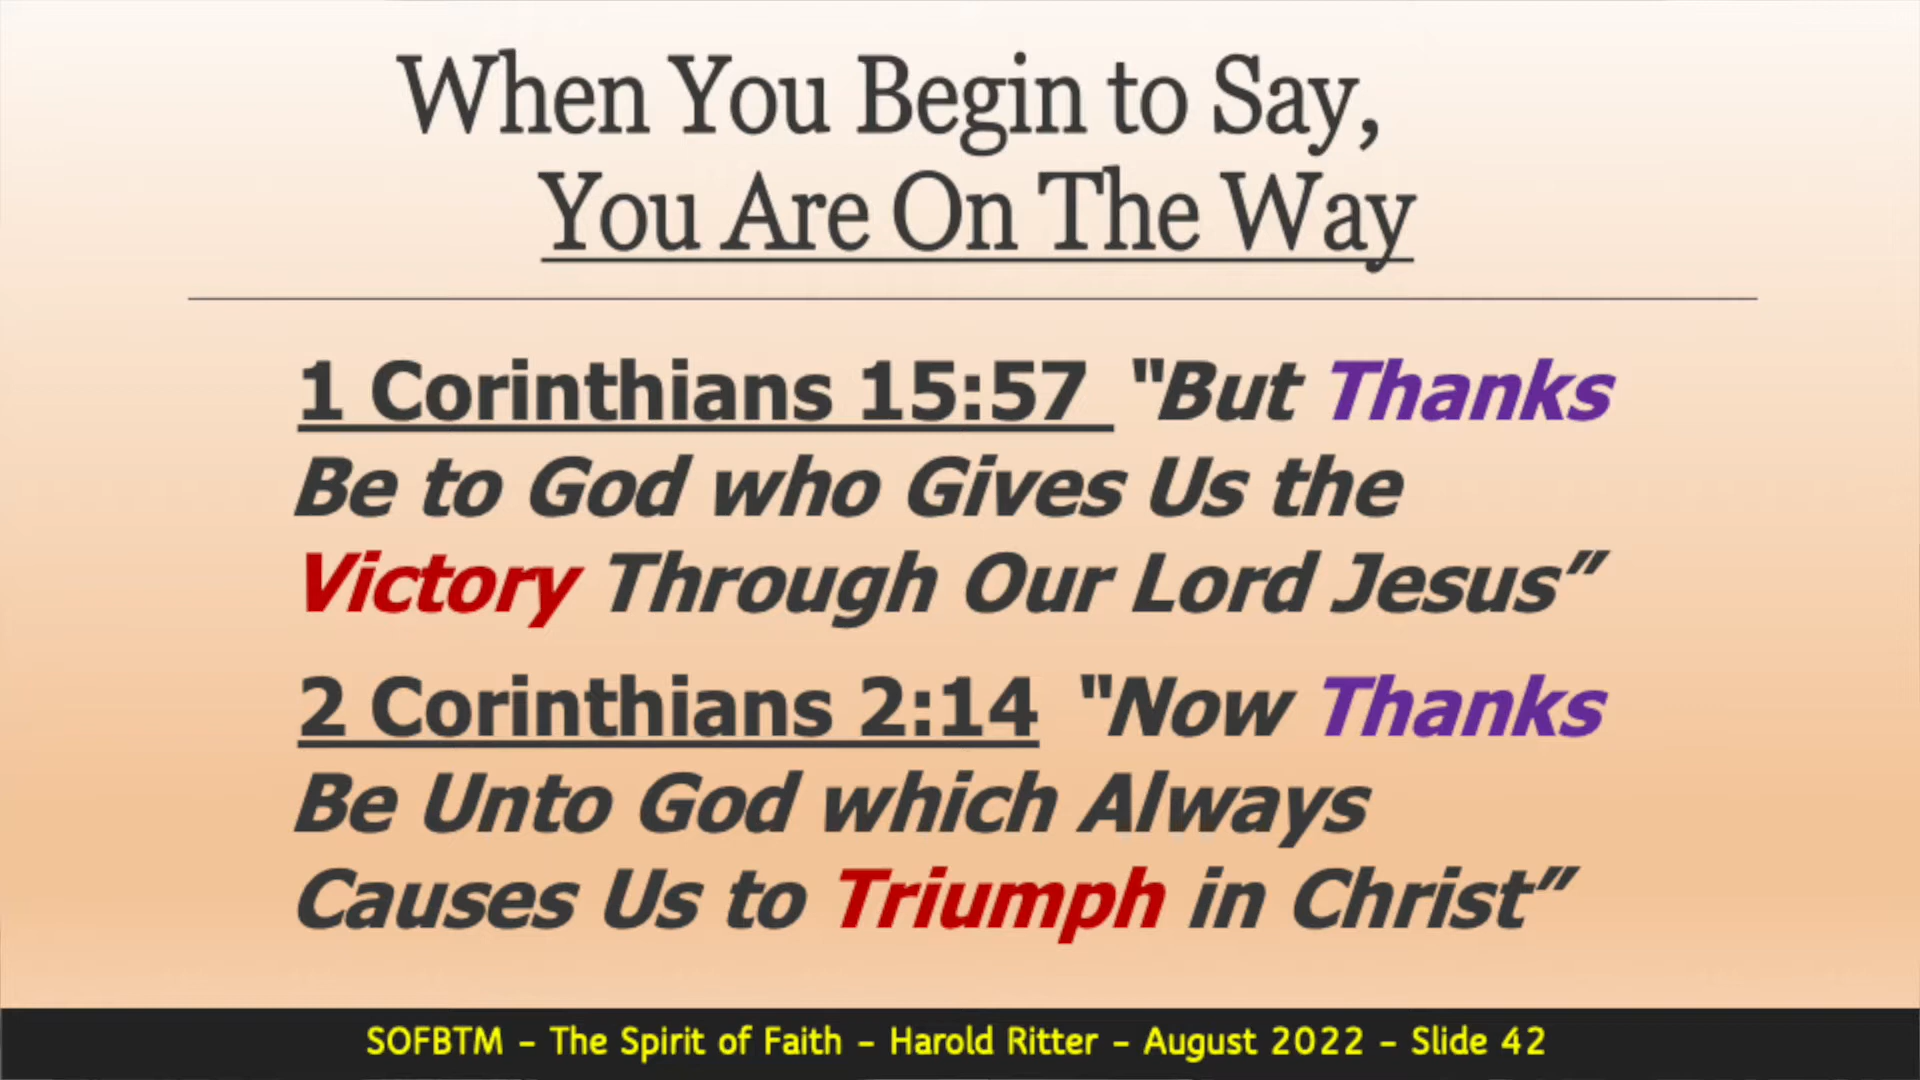 When You Begin to Say,
You Are On The Way
1 Corinthians 15:57 “But Thanks
Be to God who Gives Us the
Victory Through Our Lord Jesus”
2 Corinthians 2:14 “Now Thanks
Be Unto God which Always
Causes Us to Triumph in Christ”
SOFBTM – The Spirit of Faith – Harold Ritter – August 2022 – Slide 42